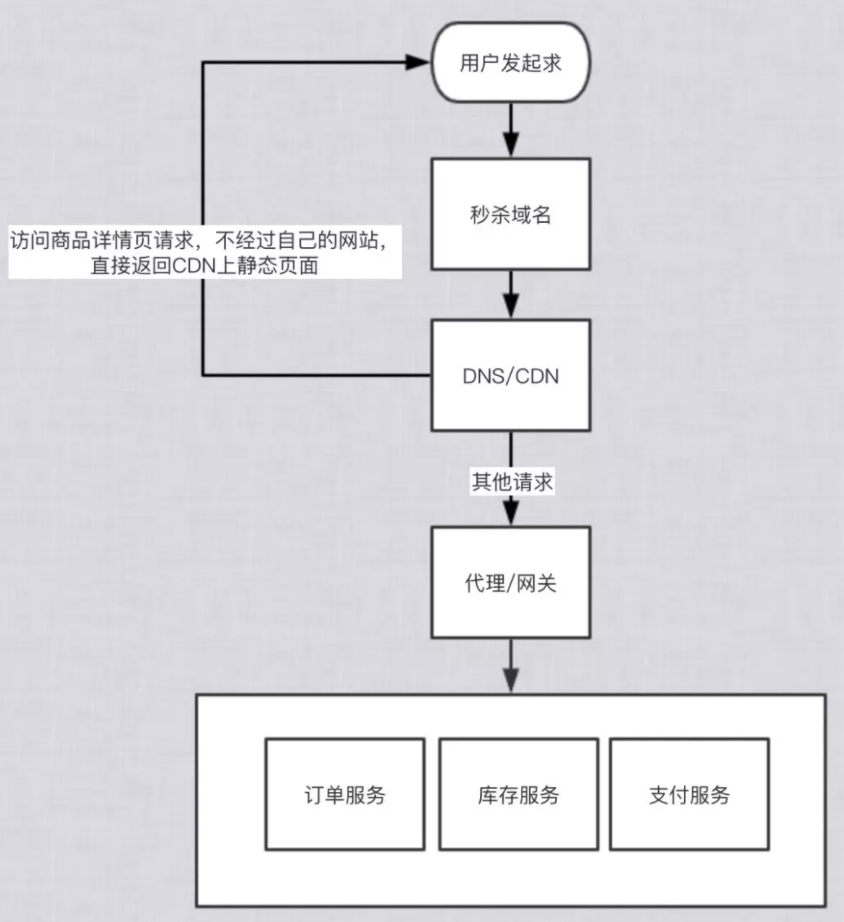 用户发起求
秒杀域名
访问商品详情页请求，不经过自己的网站，
直接返回CDN上静态页面
DNS/CDN
其他请求
代理/网关
订单服务
库存服务
支付服务